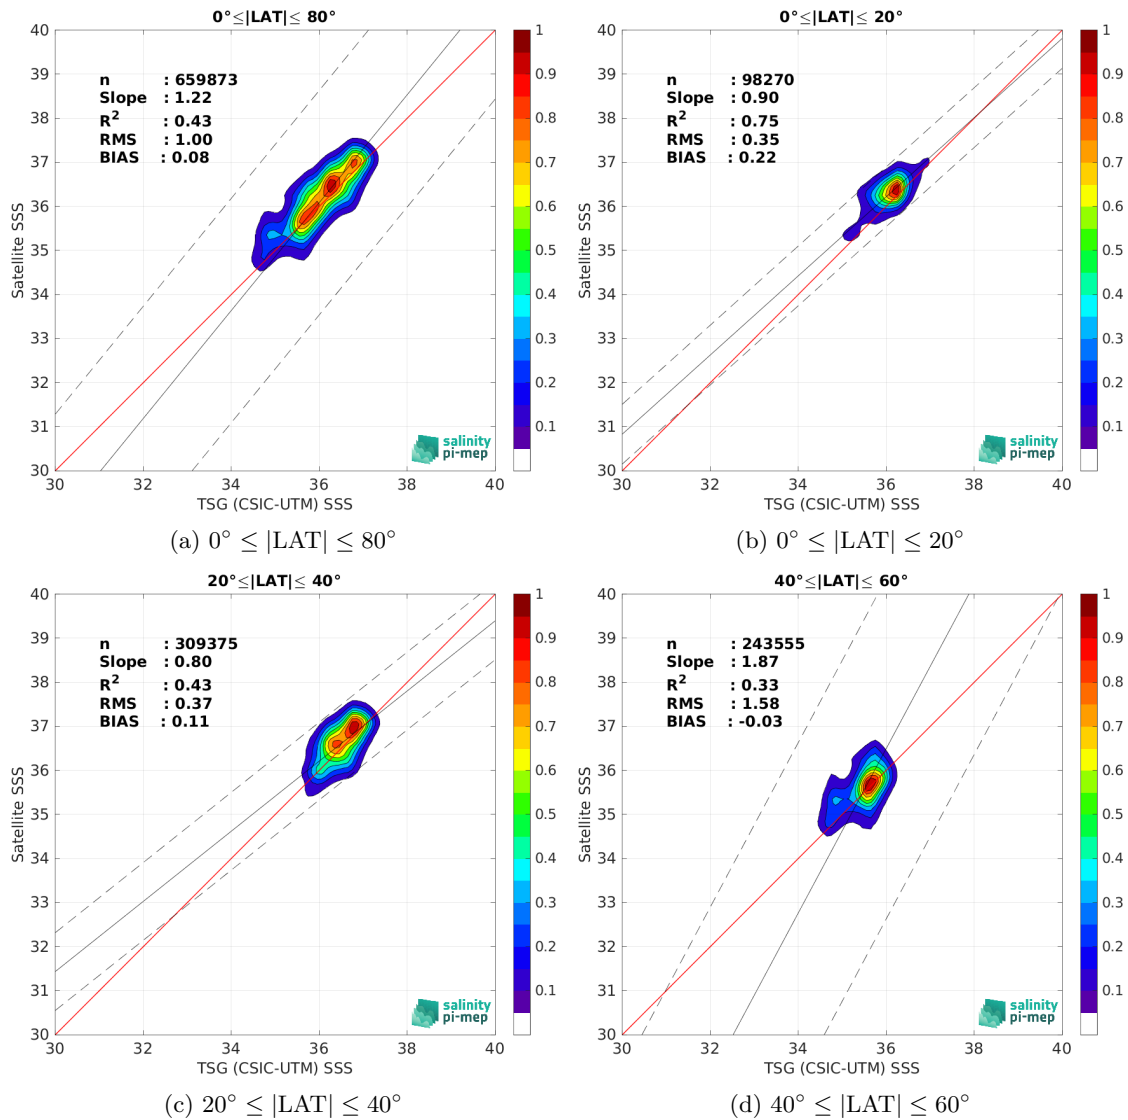 0°≤|LAT|≤ 80°
40
39
38
37
36
35
34
33
32
31
30
Satellite SSS
n : 659873
Slope : 1.22
R² : 0.43
RMS : 1.00
BIAS : 0.08
salinity
pi-mep
30 32 34 36 38 40
TSG (CSIC-UTM) SSS
1
0.9
0.8
0.7
0.6
0.5
0.4
0.3
0.2
0.1
(a) 0° ≤ |LAT| ≤ 80°
0°≤|LAT|≤ 20°
40
39
38
37
36
35
34
33
32
31
30
Satellite SSS
n : 98270
Slope : 0.90
R² : 0.75
RMS : 0.35
BIAS : 0.22
salinity
pi-mep
30 32 34 36 38 40
TSG (CSIC-UTM) SSS
1
0.9
0.8
0.7
0.6
0.5
0.4
0.3
0.2
0.1
(b) 0° ≤ |LAT| ≤ 20°
20°≤|LAT|≤ 40°
40
39
38
37
36
35
34
33
32
31
30
Satellite SSS
n : 309375
Slope : 0.80
R² : 0.43
RMS : 0.37
BIAS : 0.11
salinity
pi-mep
30 32 34 36 38 40
TSG (CSIC-UTM) SSS
1
0.9
0.8
0.7
0.6
0.5
0.4
0.3
0.2
0.1
(c) 20° ≤ |LAT| ≤ 40°
40°≤|LAT|≤ 60°
40
39
38
37
36
35
34
33
32
31
30
Satellite SSS
n : 243555
Slope : 1.87
R² : 0.33
RMS : 1.58
BIAS : -0.03
salinity
pi-mep
30 32 34 36 38 40
TSG (CSIC-UTM) SSS
1
0.9
0.8
0.7
0.6
0.5
0.4
0.3
0.2
0.1
(d) 40° ≤ |LAT| ≤ 60°